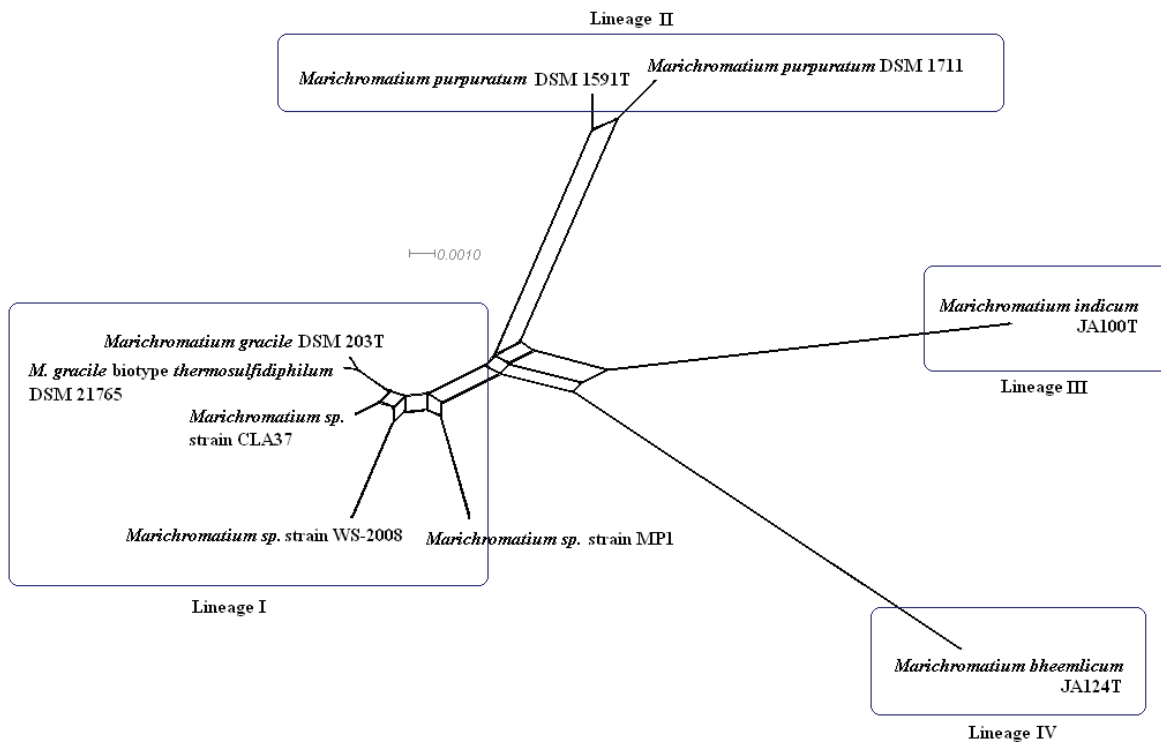 Lineage II
Marichromatium purpuratum DSM 1591T
Marichromatium purpuratum DSM 1711
0.0010
Marichromatium gracile DSM 203T
M. gracile biotype thermosulfidiphilum
DSM 21765
Marichromatium sp.
strain CLA37
Marichromatium sp. strain WS-2008
Marichromatium sp. strain MP1
Lineage I
Marichromatium indicum
JA100T
Lineage III
Marichromatium bheemlicum
JA124T
Lineage IV